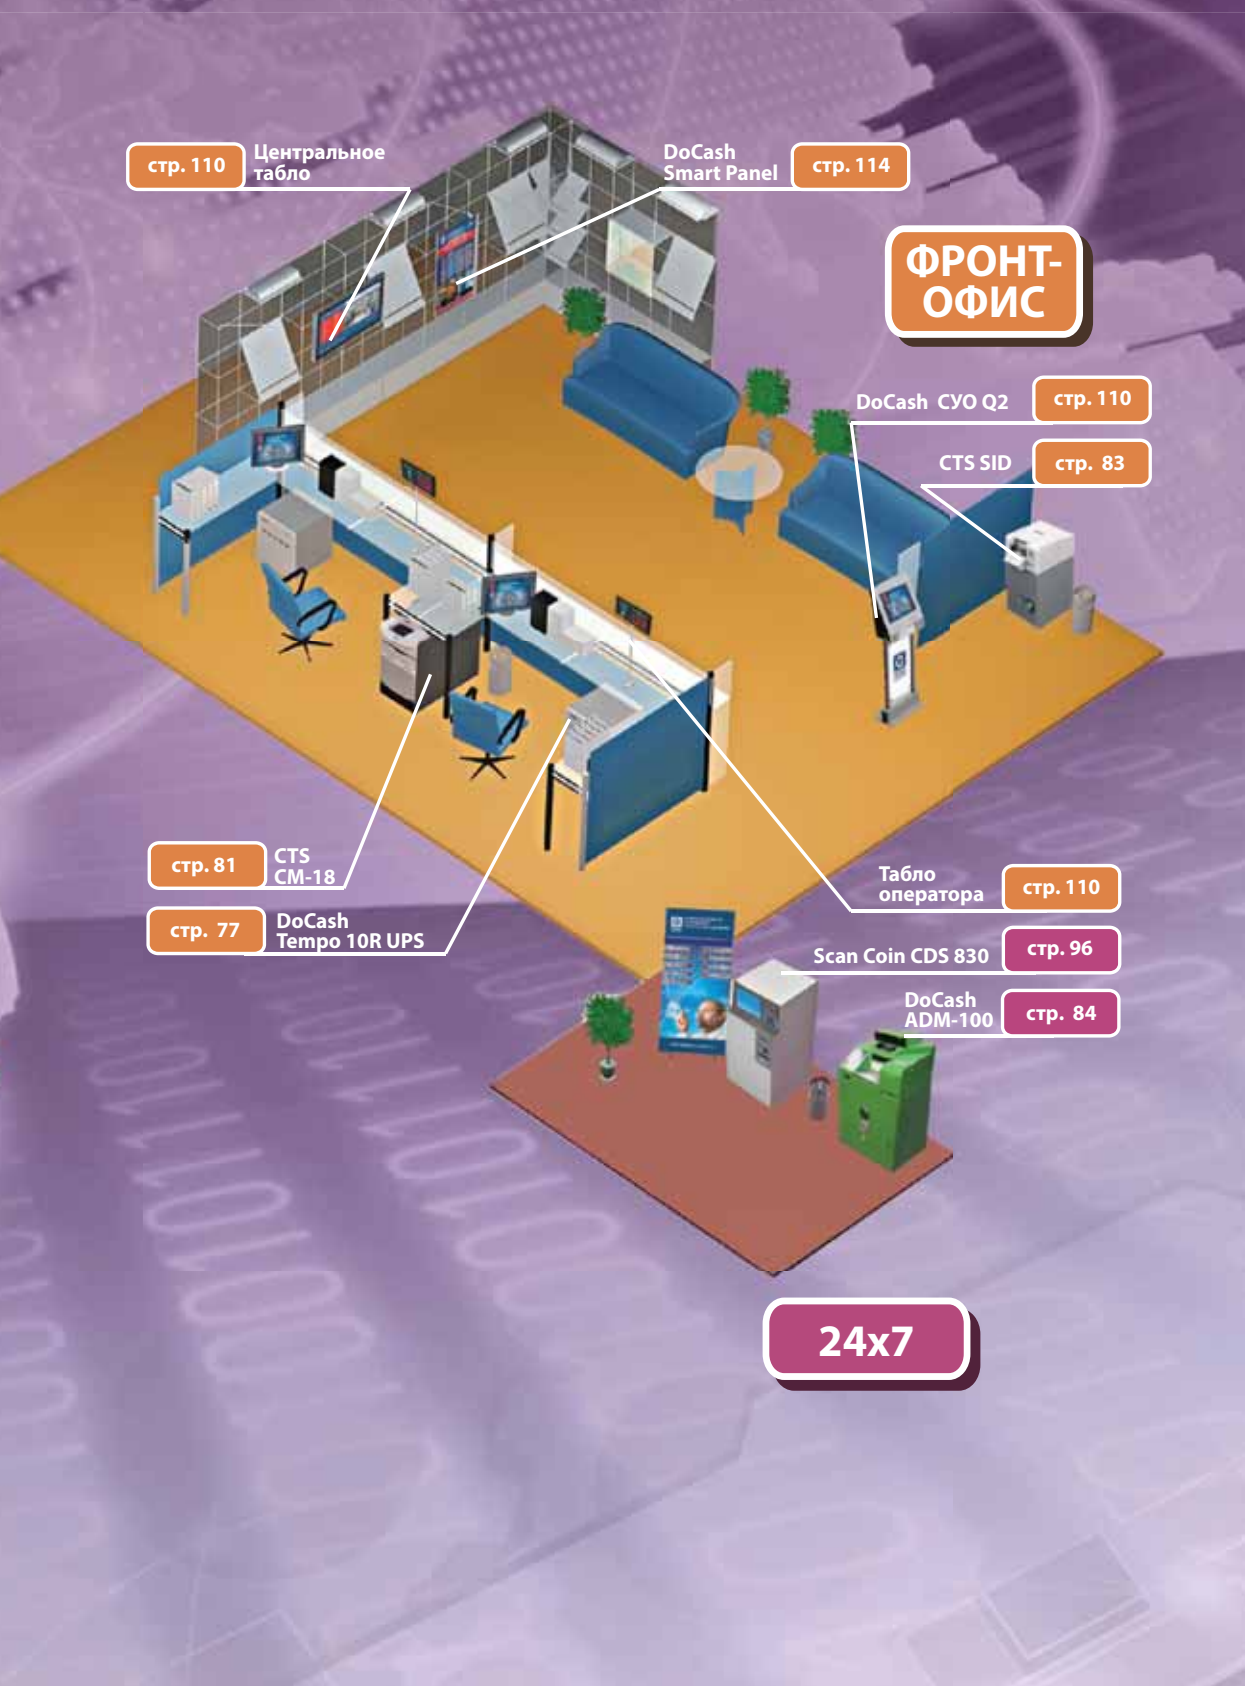 стр. 110
Центральное
табло
DoCash
Smart Panel
стр. 114
ФРОНТ-
ОФИС
DoCash СУО Q2
стр. 110
CTS SID
стр. 83
стр. 81
CTS
CM-18
стр. 77
DoCash
Tempo 10R UPS
Табло
оператора
стр. 110
Scan Coin CDS 830
стр. 96
DoCash
ADM-100
стр. 84
24x7